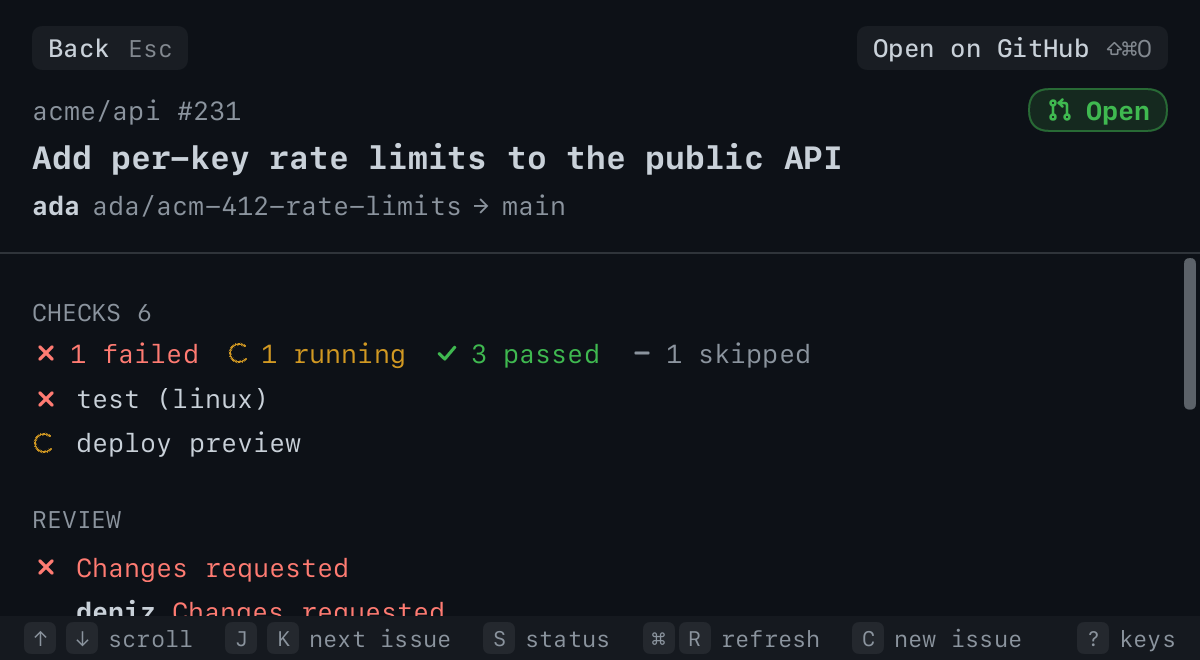 Back Esc Open on GitHub ⇧⌘O
acme/api #231 Open
Add per-key rate limits to the public API
ada ada/acm-412-rate-limits → main
CHECKS 6
✕ 1 failed 1 running ✓ 3 passed – 1 skipped
✕ test (linux)
deploy preview
REVIEW
✕ Changes requested
deniz Changes requested
↑ ↓ scroll J K next issue S status ⌘ R refresh C new issue ? keys